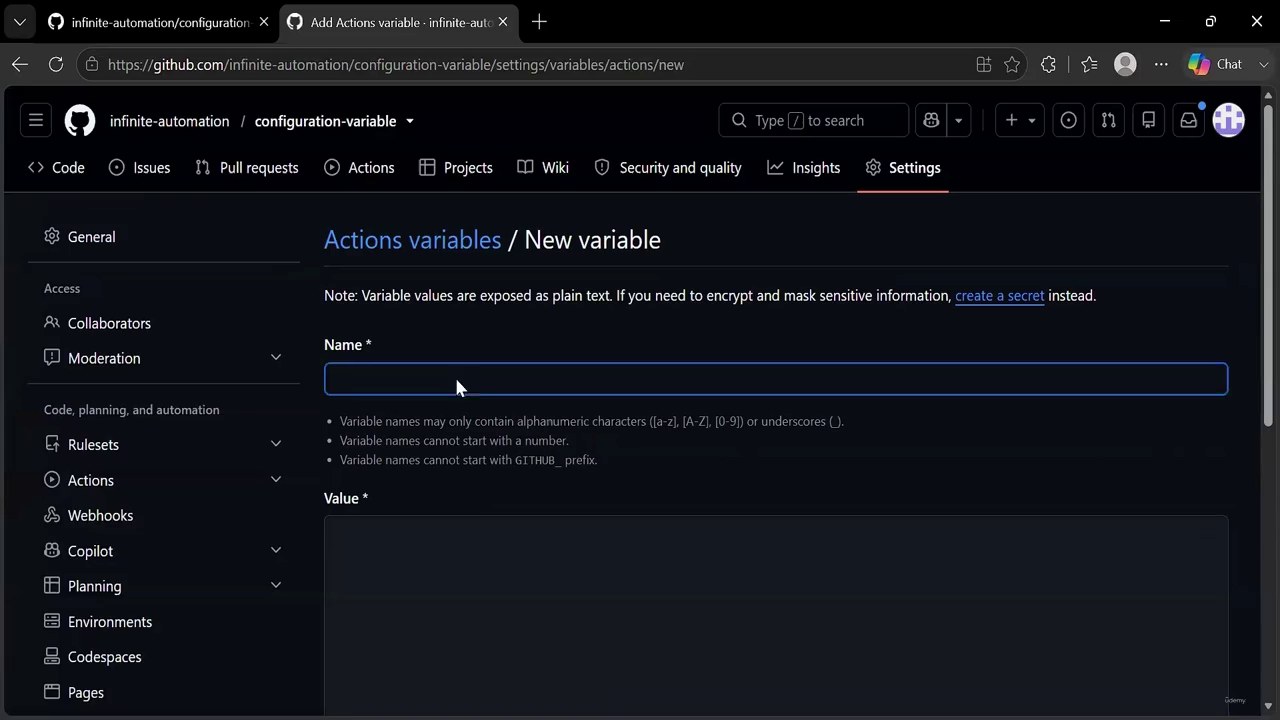 infinite-automation/configuration-
Add Actions variable · infinite-auto
https://github.com/infinite-automation/configuration-variable/settings/variables/actions/new
Chat
infinite-automation / configuration-variable
Type / to search
Code
Issues
Pull requests
Actions
Projects
Wiki
Security and quality
Insights
Settings
General
Access
Collaborators
Moderation
Code, planning, and automation
Rulesets
Actions
Webhooks
Copilot
Planning
Environments
Codespaces
Pages
Actions variables / New variable
Note: Variable values are exposed as plain text. If you need to encrypt and mask sensitive information, create a secret instead.
Name *
• Variable names may only contain alphanumeric characters ([a-z], [A-Z], [0-9]) or underscores (_).
• Variable names cannot start with a number.
• Variable names cannot start with GITHUB_ prefix.
Value *
Udemy